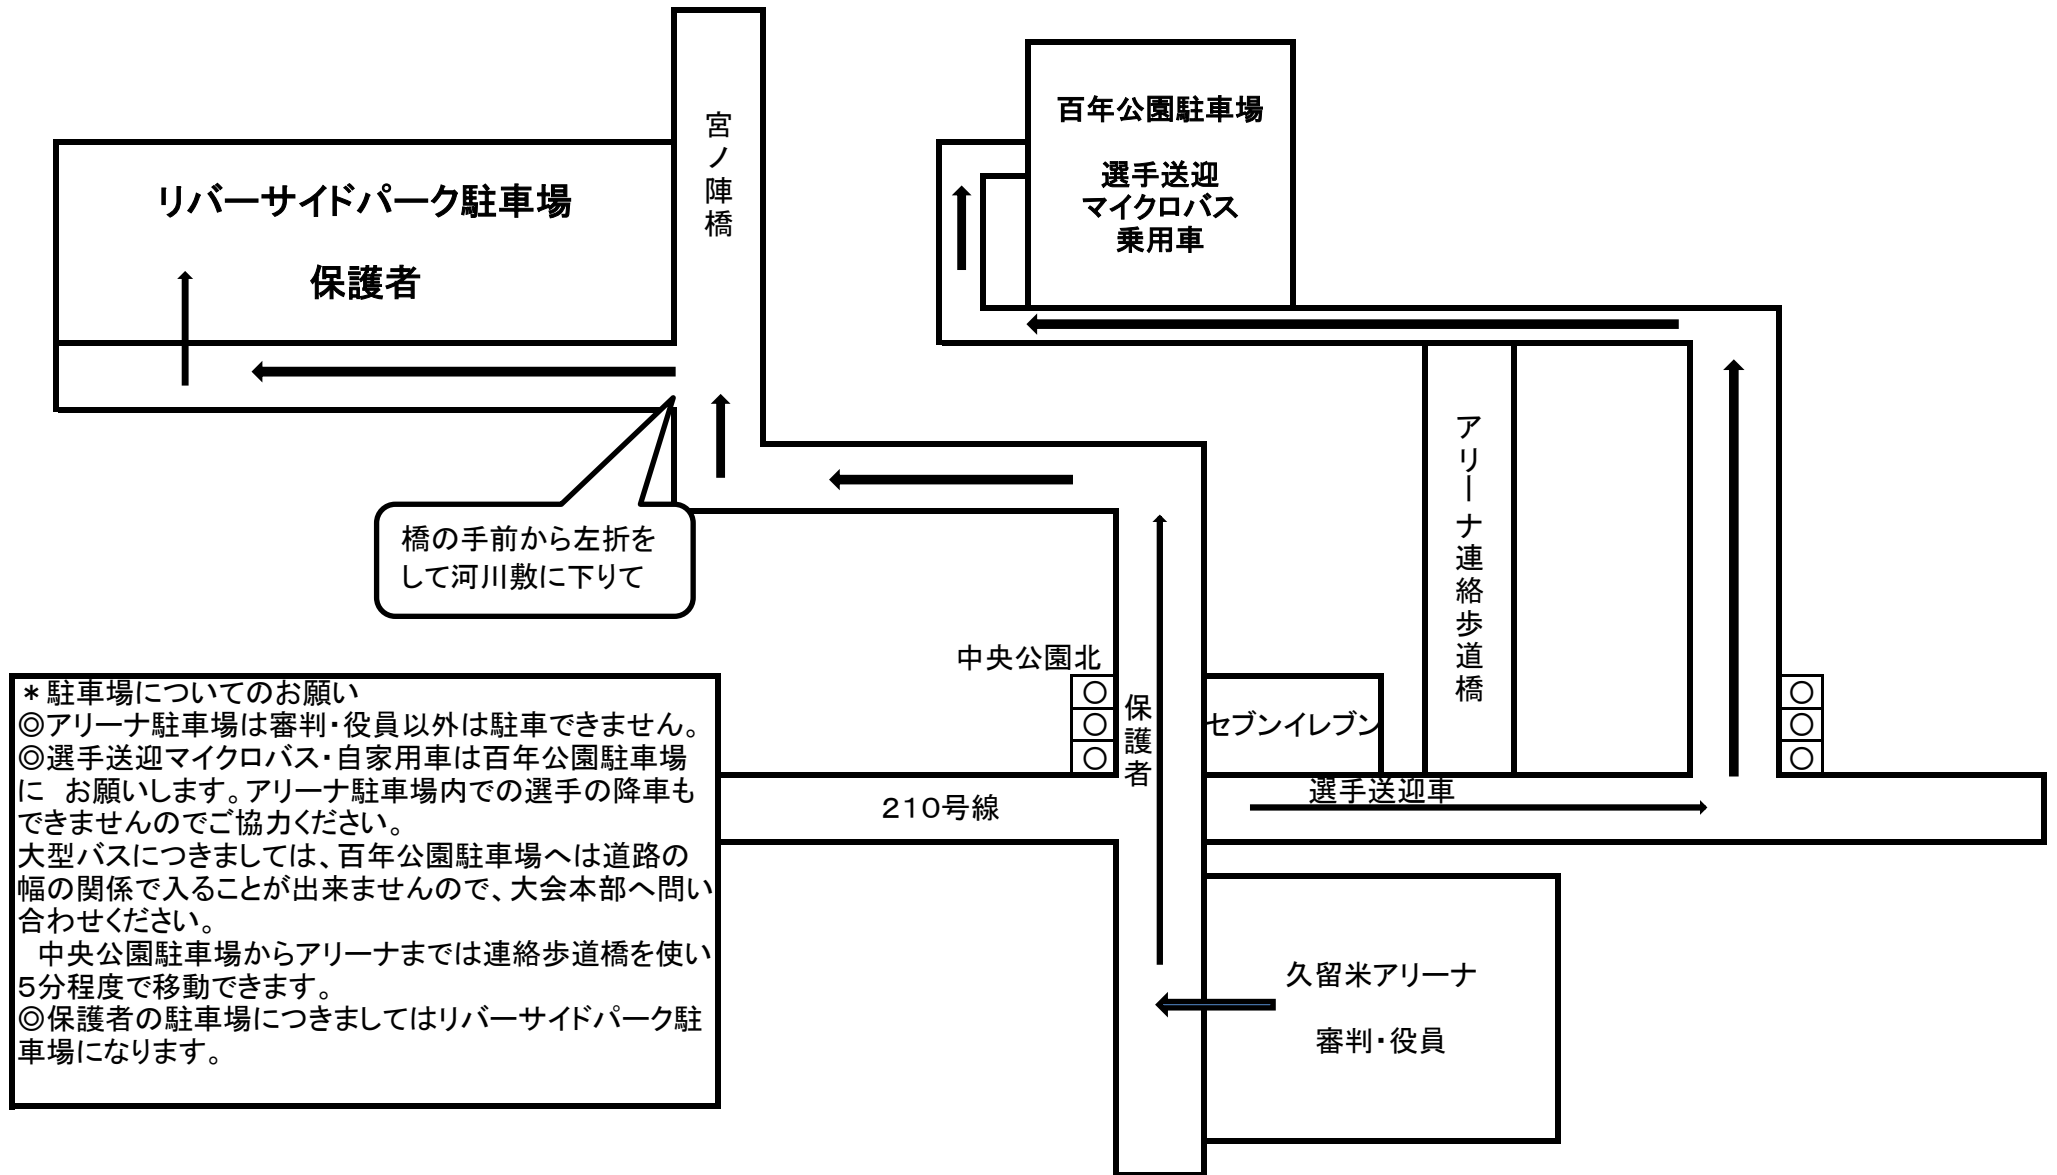 宮ノ陣橋
百年公園駐車場
選手送迎
マイクロバス
乗用車
リバーサイドパーク駐車場
保護者
橋の手前から左折を
して河川敷に下りて
アリーナ連絡歩道橋
中央公園北
○
○
○
保護者
セブンイレブン
○
○
○
選手送迎車
210号線
*駐車場についてのお願い
◎アリーナ駐車場は審判・役員以外は駐車できません。
◎選手送迎マイクロバス・自家用車は百年公園駐車場
に　お願いします。アリーナ駐車場内での選手の降車も
できませんのでご協力ください。
大型バスにつきましては、百年公園駐車場へは道路の
幅の関係で入ることが出来ませんので、大会本部へ問い
合わせください。
　中央公園駐車場からアリーナまでは連絡歩道橋を使い
5分程度で移動できます。
◎保護者の駐車場につきましてはリバーサイドパーク駐
車場になります。
久留米アリーナ
審判・役員